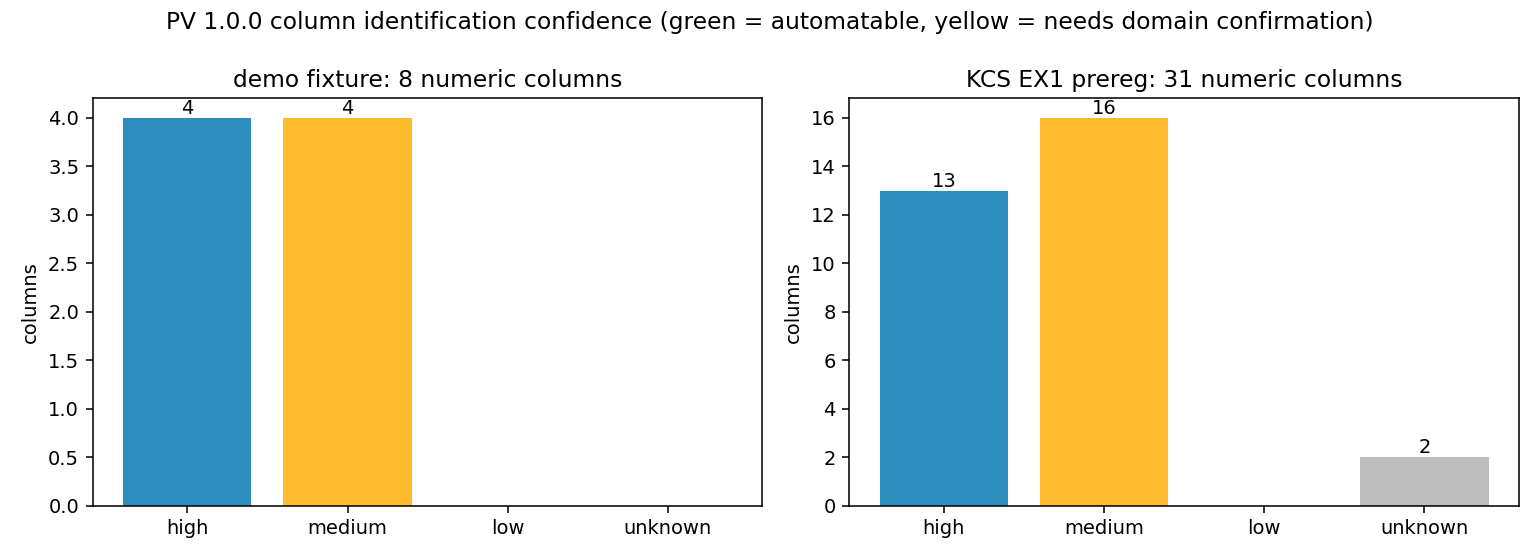 PV 1.0.0 column identification confidence (green = automatable, yellow = needs domain confirmation)
demo fixture: 8 numeric columns
4
4
4.0
3.5
3.0
2.5
2.0
1.5
1.0
0.5
0.0
columns
high
medium
low
unknown
KCS EX1 prereg: 31 numeric columns
13
16
2
16
14
12
10
8
6
4
2
0
columns
high
medium
low
unknown